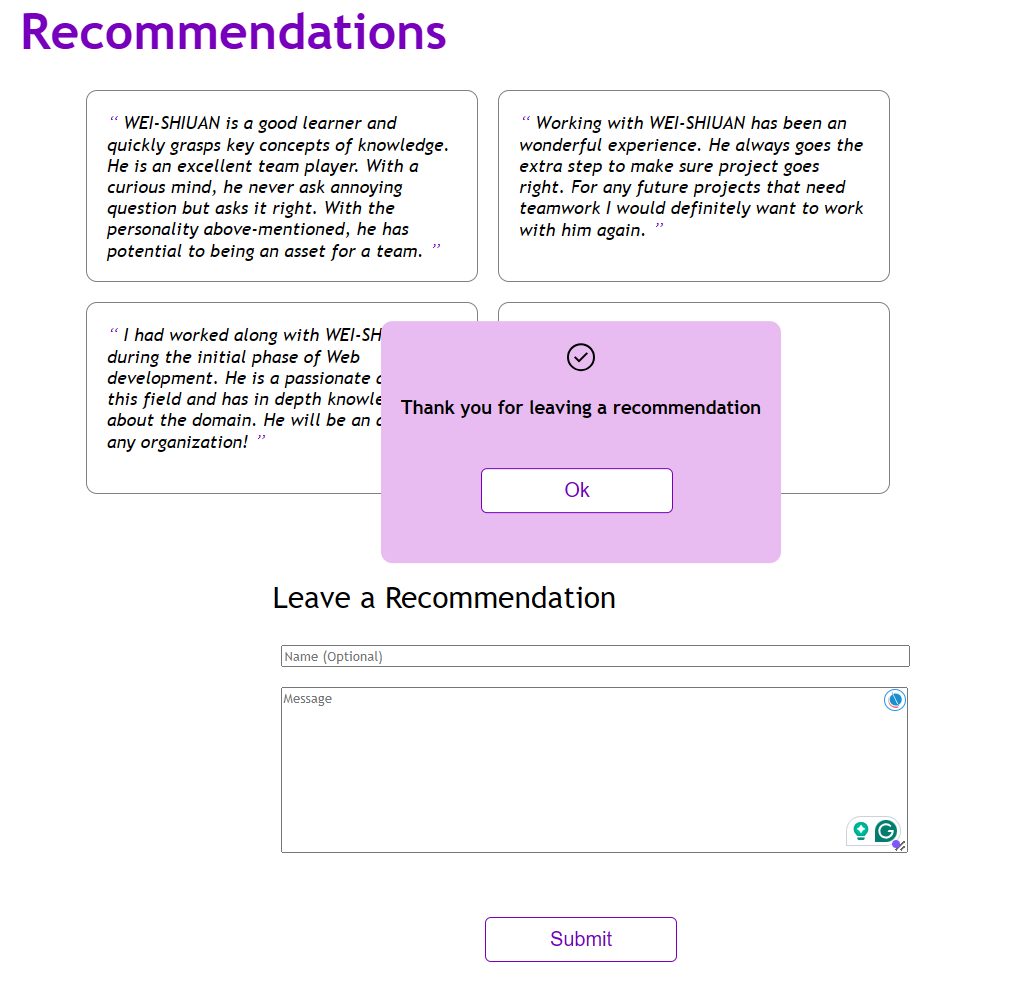 Recommendations
“ WEI-SHIUAN is a good learner and
quickly grasps key concepts of knowledge.
He is an excellent team player. With a
curious mind, he never ask annoying
question but asks it right. With the
personality above-mentioned, he has
potential to being an asset for a team. ”
“ Working with WEI-SHIUAN has been an
wonderful experience. He always goes the
extra step to make sure project goes
right. For any future projects that need
teamwork I would definitely want to work
with him again. ”
“ I had worked along with WEI-SH
during the initial phase of Web
development. He is a passionate
this field and has in depth knowle
about the domain. He will be an
any organization! ”
Thank you for leaving a recommendation
Ok
Leave a Recommendation
Name (Optional)
Message
Submit